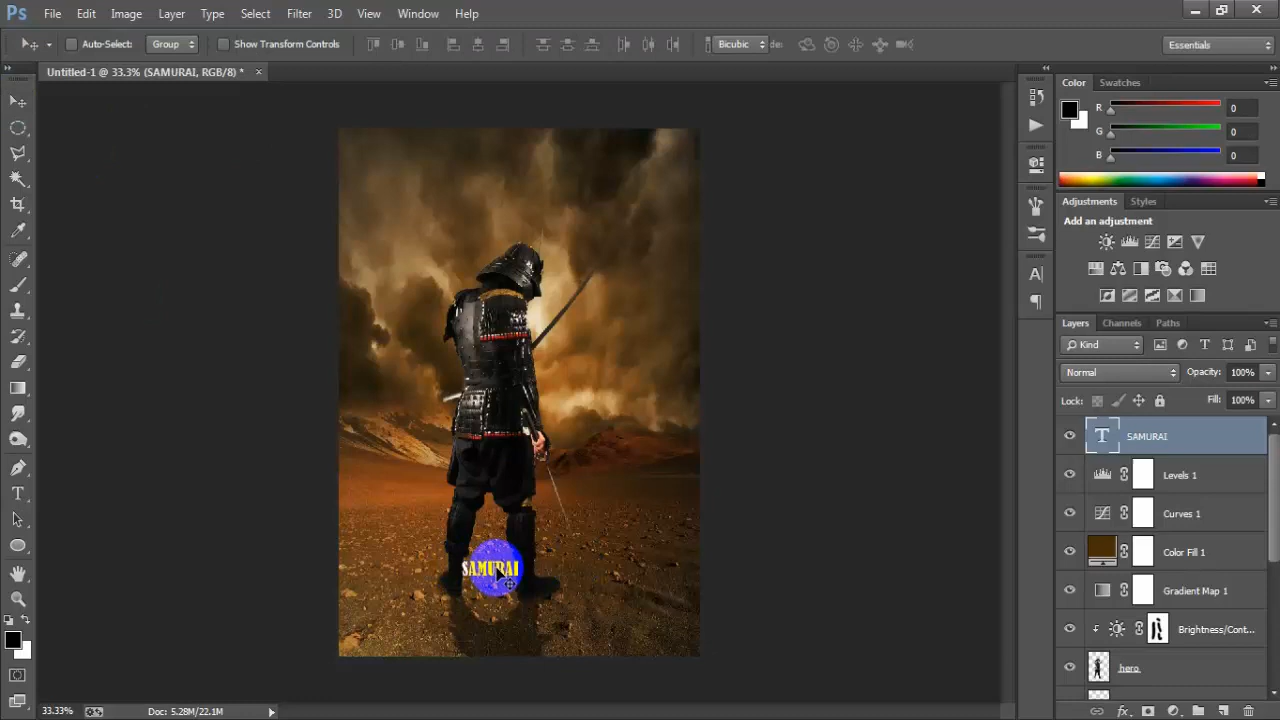 Ps File Edit Image Layer Type Select Filter 3D View Window Help
Auto-Select: Group Show Transform Controls Bicubic Essentials
Untitled-1 @ 33.3% (SAMURAI, RGB/8) * ×
Color Swatches
R 0
G 0
B 0
Adjustments Styles
Add an adjustment
Layers Channels Paths
Kind
Normal Opacity: 100%
Lock: Fill: 100%
T SAMURAI
Levels 1
Curves 1
Color Fill 1
Gradient Map 1
Brightness/Cont...
hero
SAMURAI
33.33% Doc: 5.28M/22.1M